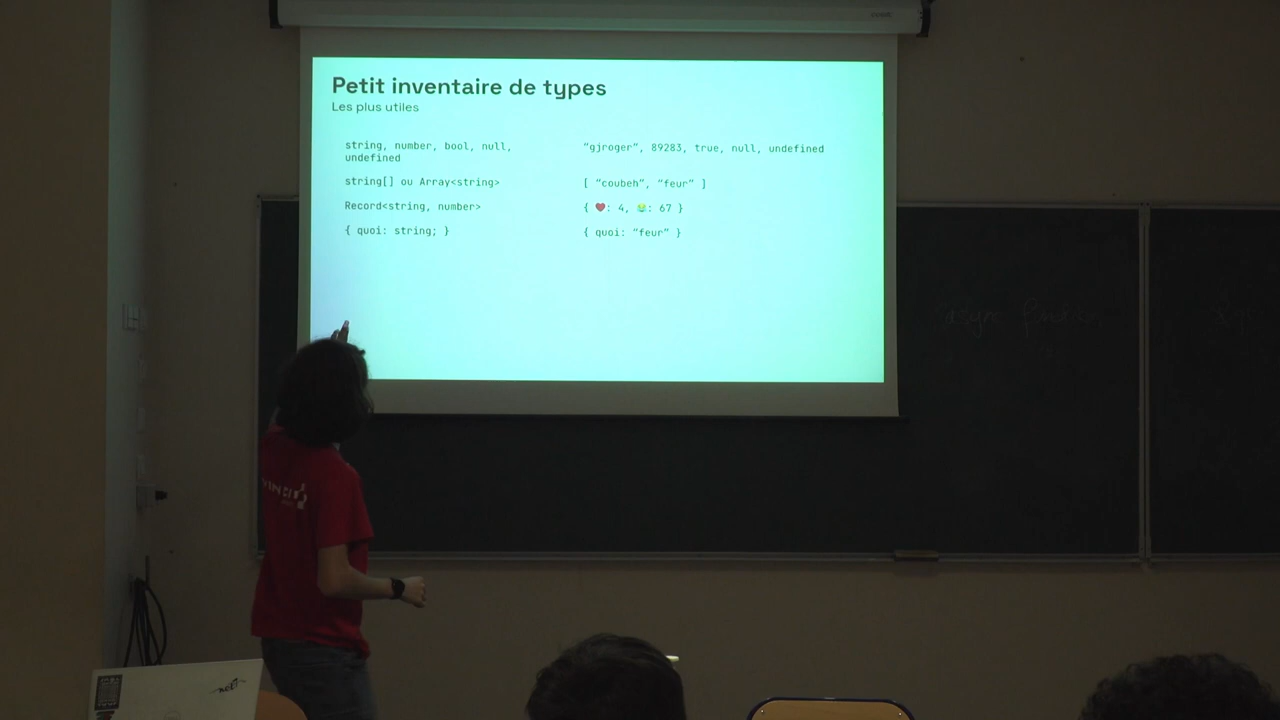 Petit inventaire de types
Les plus utiles
string, number, bool, null,
undefined
“gjroger”, 89283, true, null, undefined
string[] ou Array<string>
[ “coubeh”, “feur” ]
Record<string, number>
{ ❤️: 4, 😂: 67 }
{ quoi: string; }
{ quoi: “feur” }